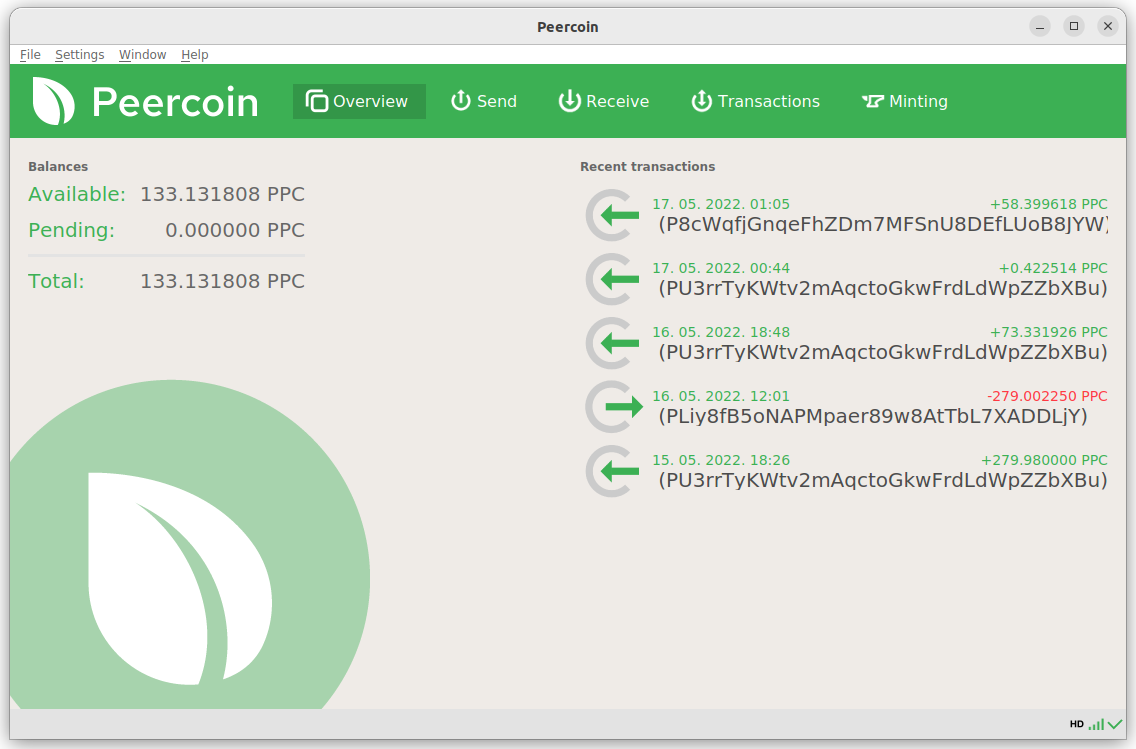 Peercoin
File Settings Window Help
Peercoin Overview Send Receive Transactions Minting
Balances
Available: 133.131808 PPC
Pending: 0.000000 PPC
Total: 133.131808 PPC
Recent transactions
17. 05. 2022. 01:05 +58.399618 PPC
(P8cWqfjGnqeFhZDm7MFSnU8DEfLUoB8JYW)
17. 05. 2022. 00:44 +0.422514 PPC
(PU3rrTyKWtv2mAqctoGkwFrdLdWpZZbXBu)
16. 05. 2022. 18:48 +73.331926 PPC
(PU3rrTyKWtv2mAqctoGkwFrdLdWpZZbXBu)
16. 05. 2022. 12:01 -279.002250 PPC
(PLiy8fB5oNAPMpaer89w8AtTbL7XADDLjY)
15. 05. 2022. 18:26 +279.980000 PPC
(PU3rrTyKWtv2mAqctoGkwFrdLdWpZZbXBu)
HD